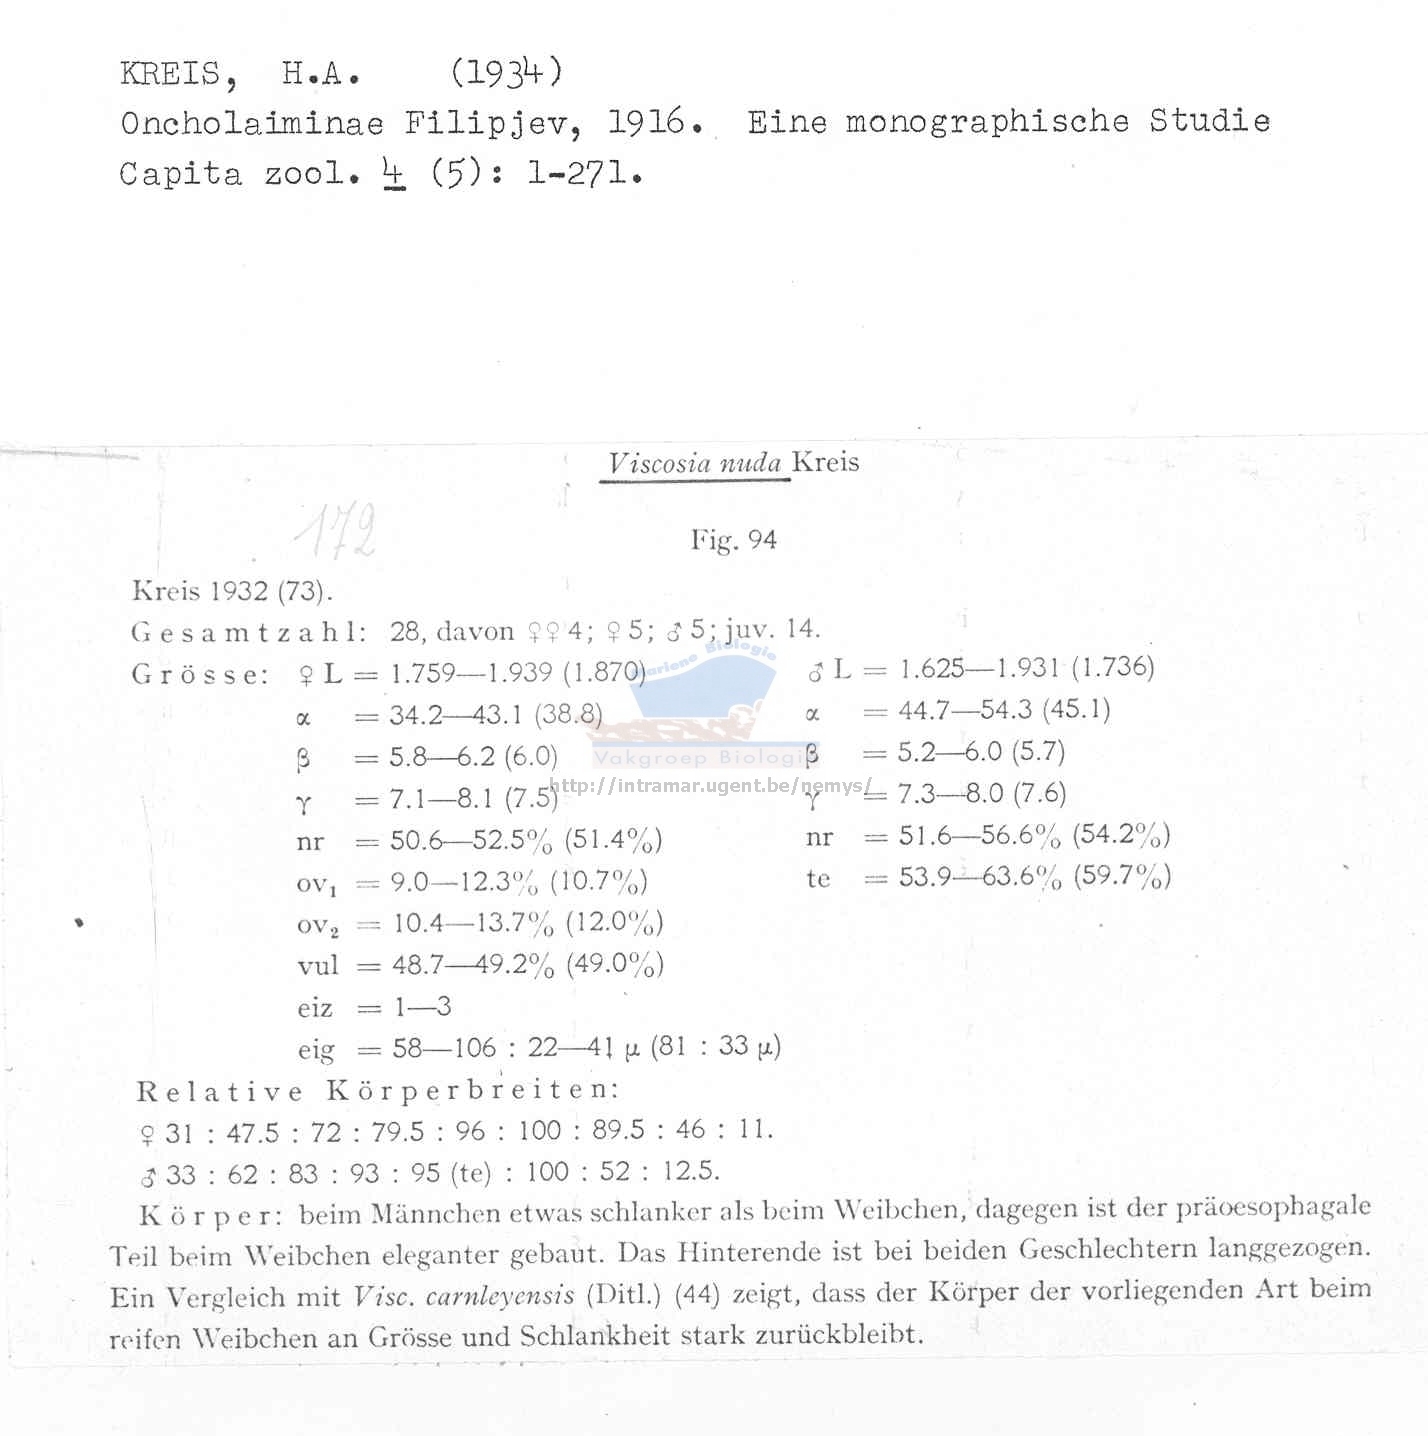 KREIS, H.A. (1934)
Oncholaiminae Filipjev, 1916. Eine monographische Studie
Capita zool. 4 (5): 1-271.
Viscosia nuda Kreis
172
Fig. 94
Kreis 1932 (73).
Gesamtzahl: 28, davon ♀♀ 4; ♀ 5; ♂ 5; juv. 14.
Grösse: ♀ L = 1.759—1.939 (1.870) ♂ L = 1.625—1.931 (1.736)
α = 34.2—43.1 (38.8) α = 44.7—54.3 (45.1)
β = 5.8—6.2 (6.0) β = 5.2—6.0 (5.7)
γ = 7.1—8.1 (7.5) γ = 7.3—8.0 (7.6)
nr = 50.6—52.5% (51.4%) nr = 51.6—56.6% (54.2%)
ov₁ = 9.0—12.3% (10.7%) te = 53.9—63.6% (59.7%)
ov₂ = 10.4—13.7% (12.0%)
vul = 48.7—49.2% (49.0%)
eiz = 1—3
eig = 58—106 : 22—41 μ (81 : 33 μ)
Relative Körperbreiten:
♀ 31 : 47.5 : 72 : 79.5 : 96 : 100 : 89.5 : 46 : 11.
♂ 33 : 62 : 83 : 93 : 95 (te) : 100 : 52 : 12.5.
Körper: beim Männchen etwas schlanker als beim Weibchen, dagegen ist der präoesophagale
Teil beim Weibchen eleganter gebaut. Das Hinterende ist bei beiden Geschlechtern langgezogen.
Ein Vergleich mit Visc. carnleyensis (Ditl.) (44) zeigt, dass der Körper der vorliegenden Art beim
reifen Weibchen an Grösse und Schlankheit stark zurückbleibt.
Mariene Biologie
Vakgroep Biologie
http://intramar.ugent.be/nemys/